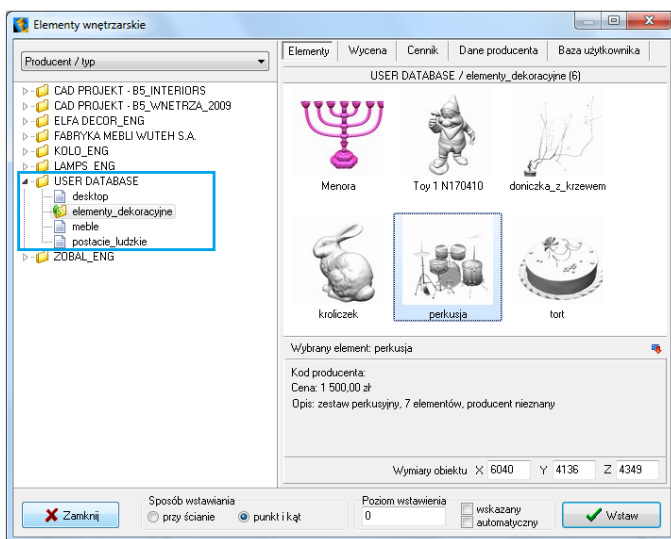 Elementy wnętrzarskie
Producent / typ
CAD PROJEKT - B5_INTERIORS
CAD PROJEKT - B5_WNETRZA_2009
ELFA DECOR_ENG
FABRYKA MEBLI WUTEH S.A.
KOLO_ENG
LAMPS_ENG
USER DATABASE
desktop
elementy_dekoracyjne
meble
postacie_ludzkie
ZOBAL_ENG
Elementy Wycena Cennik Dane producenta Baza użytkownika
USER DATABASE / elementy_dekoracyjne (6)
Menora Toy 1 N170410 doniczka_z_krzewem
kroliczek perkusja tort
Wybrany element: perkusja
Kod producenta:
Cena: 1 500,00 zł
Opis: zestaw perkusyjny, 7 elementów, producent nieznany
Wymiary obiektu X 6040 Y 4136 Z 4349
Zamknij
Sposób wstawiania
przy ścianie punkt i kąt
Poziom wstawienia
0
wskazany
automatyczny
Wstaw